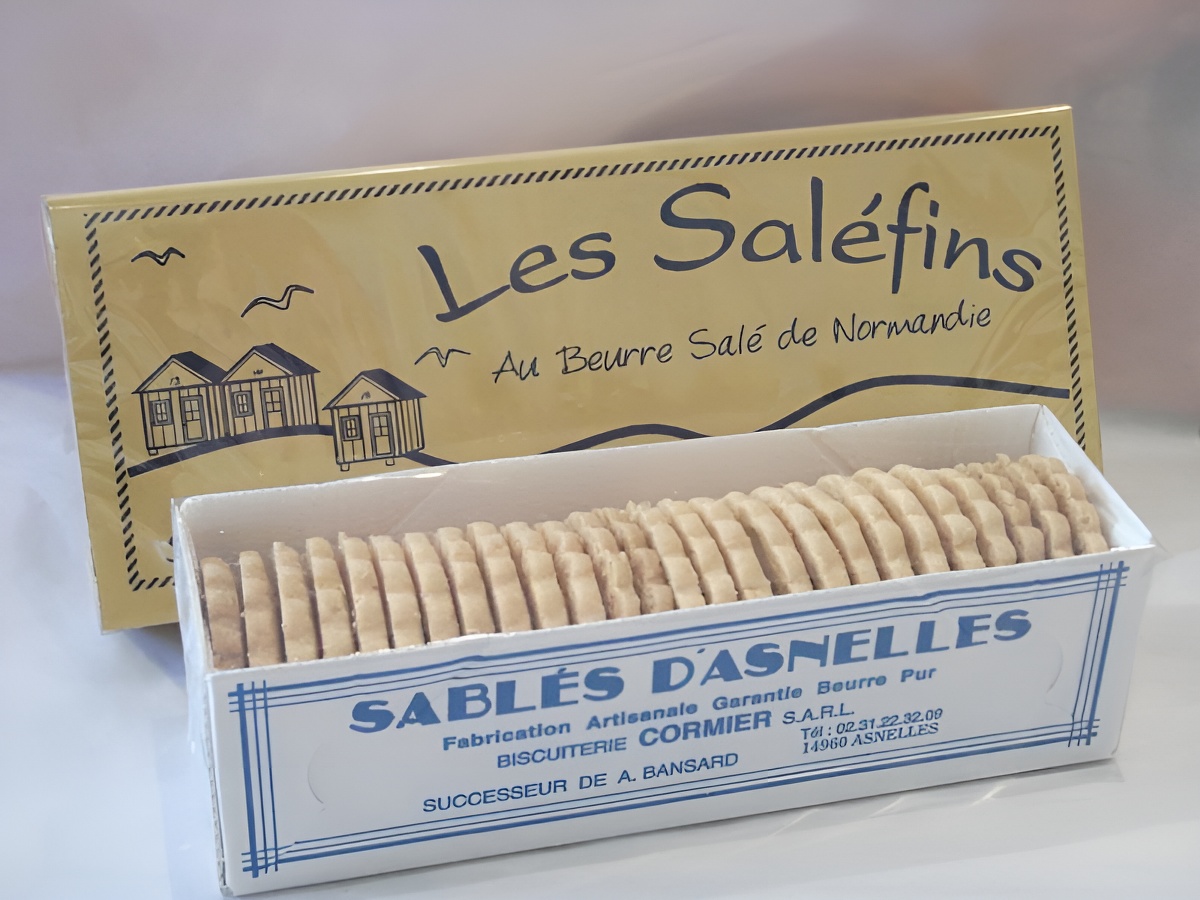 Les Saléfins
Au Beurre Salé de Normandie
SABLÉS D'ASNELLES
Fabrication Artisanale Garantie Beurre Pur
BISCUITERIE CORMIER S.A.R.L.
Tél : 02.31.22.32.09
14960 ASNELLES
SUCCESSEUR DE A. BANSARD